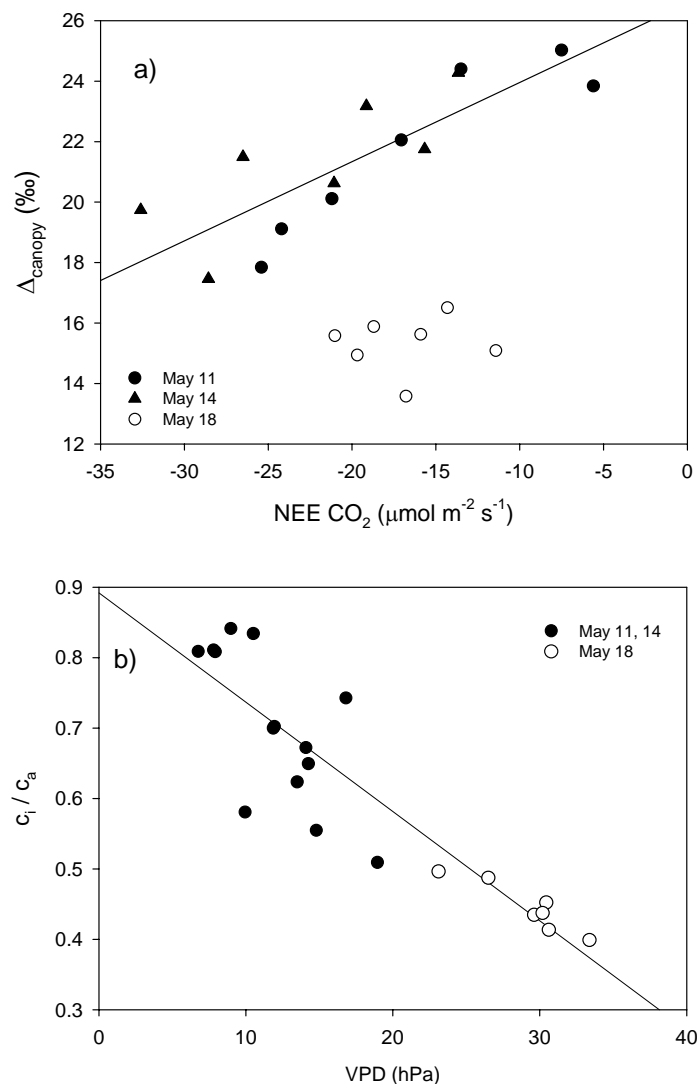 26
a)
24
22
20
18
16
14
12
Δcanopy (‰)
May 11
May 14
May 18
-35 -30 -25 -20 -15 -10 -5 0
NEE CO₂ (μmol m⁻² s⁻¹)
0.9
May 11, 14
May 18
b)
0.8
0.7
0.6
0.5
0.4
0.3
cᵢ / cₐ
0 10 20 30 40
VPD (hPa)